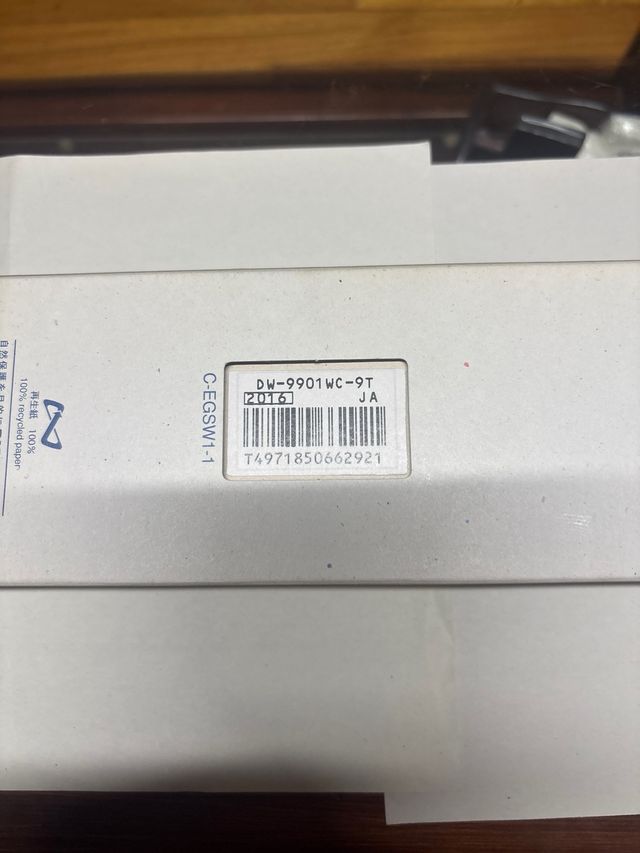 DW-9901WC-9T
2016 JA
T4971850662921
C-EGSW1-1
再生紙 100%
100% recycled paper